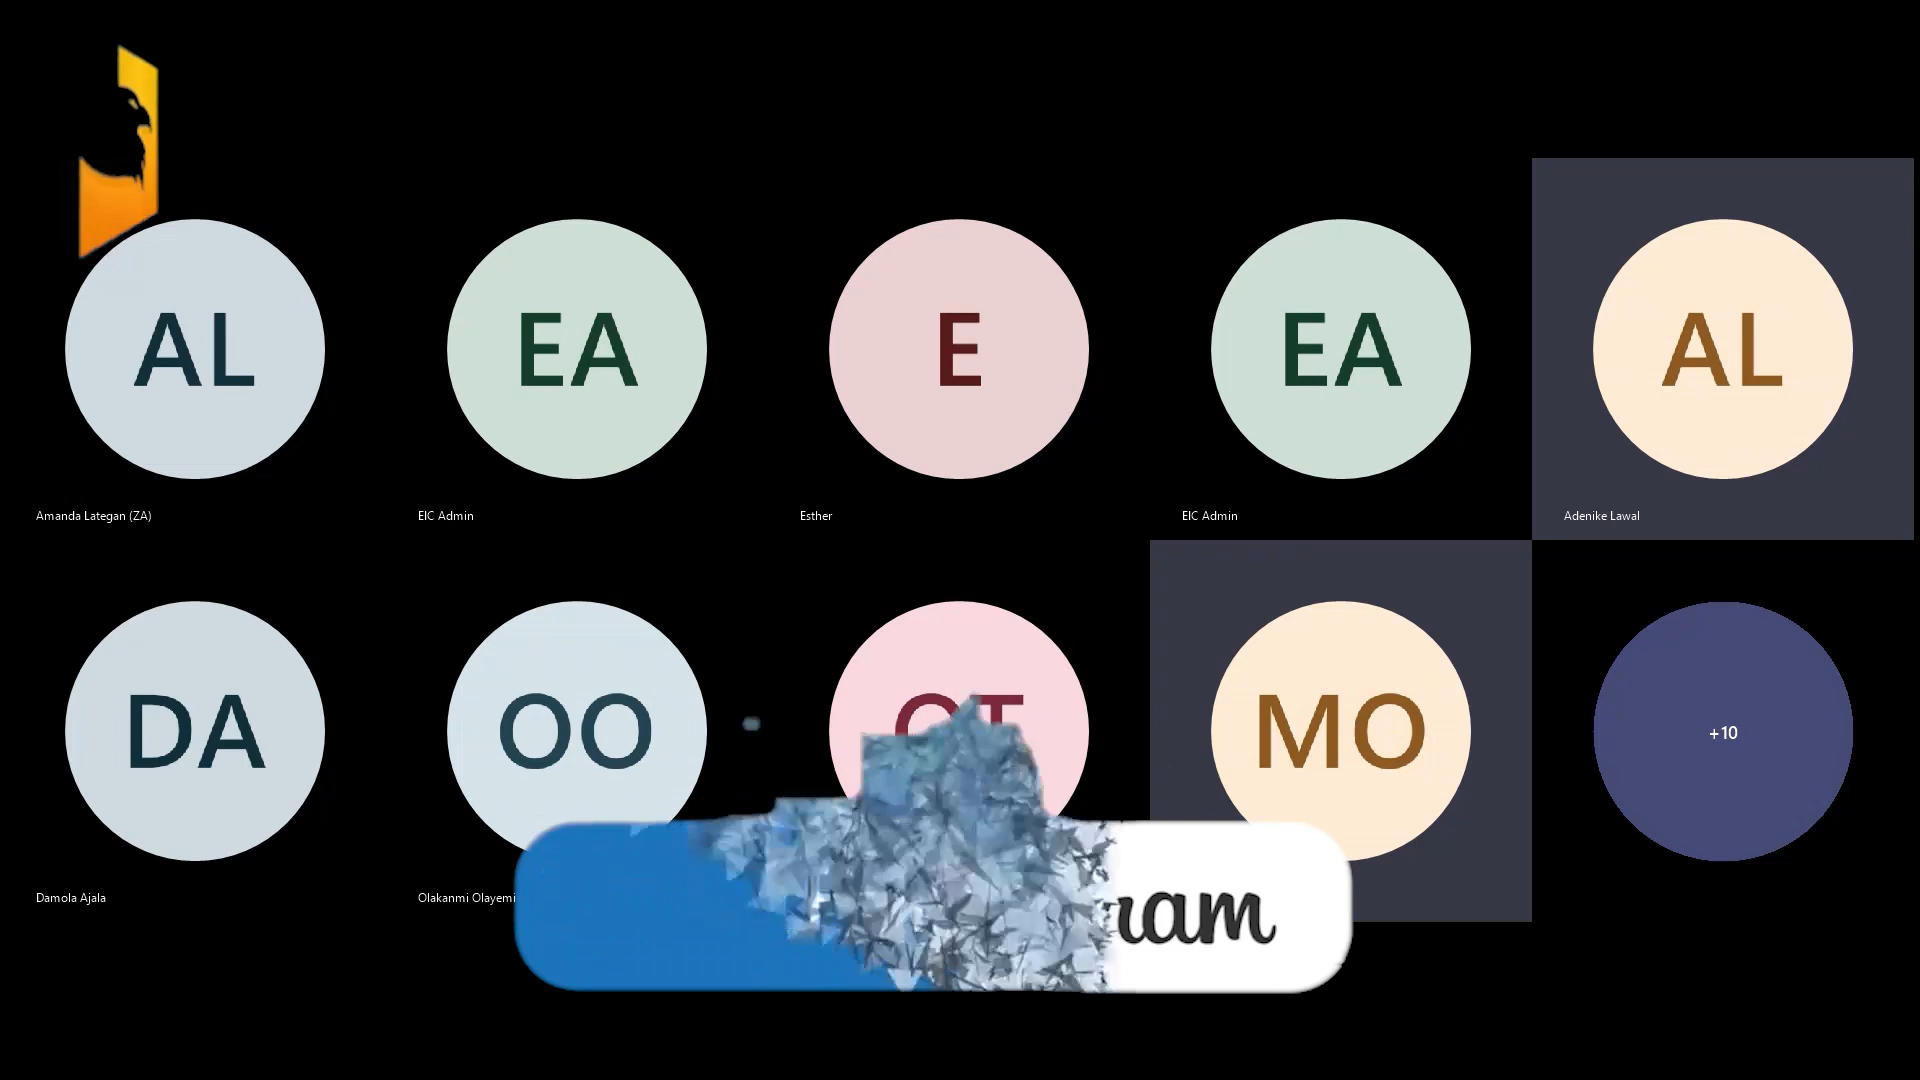 AL
EA
E
EA
AL
Amanda Lategan (ZA)
EIC Admin
Esther
EIC Admin
Adenike Lawal
DA
OO
MO
+10
Damola Ajala
Olakanmi Olayemi